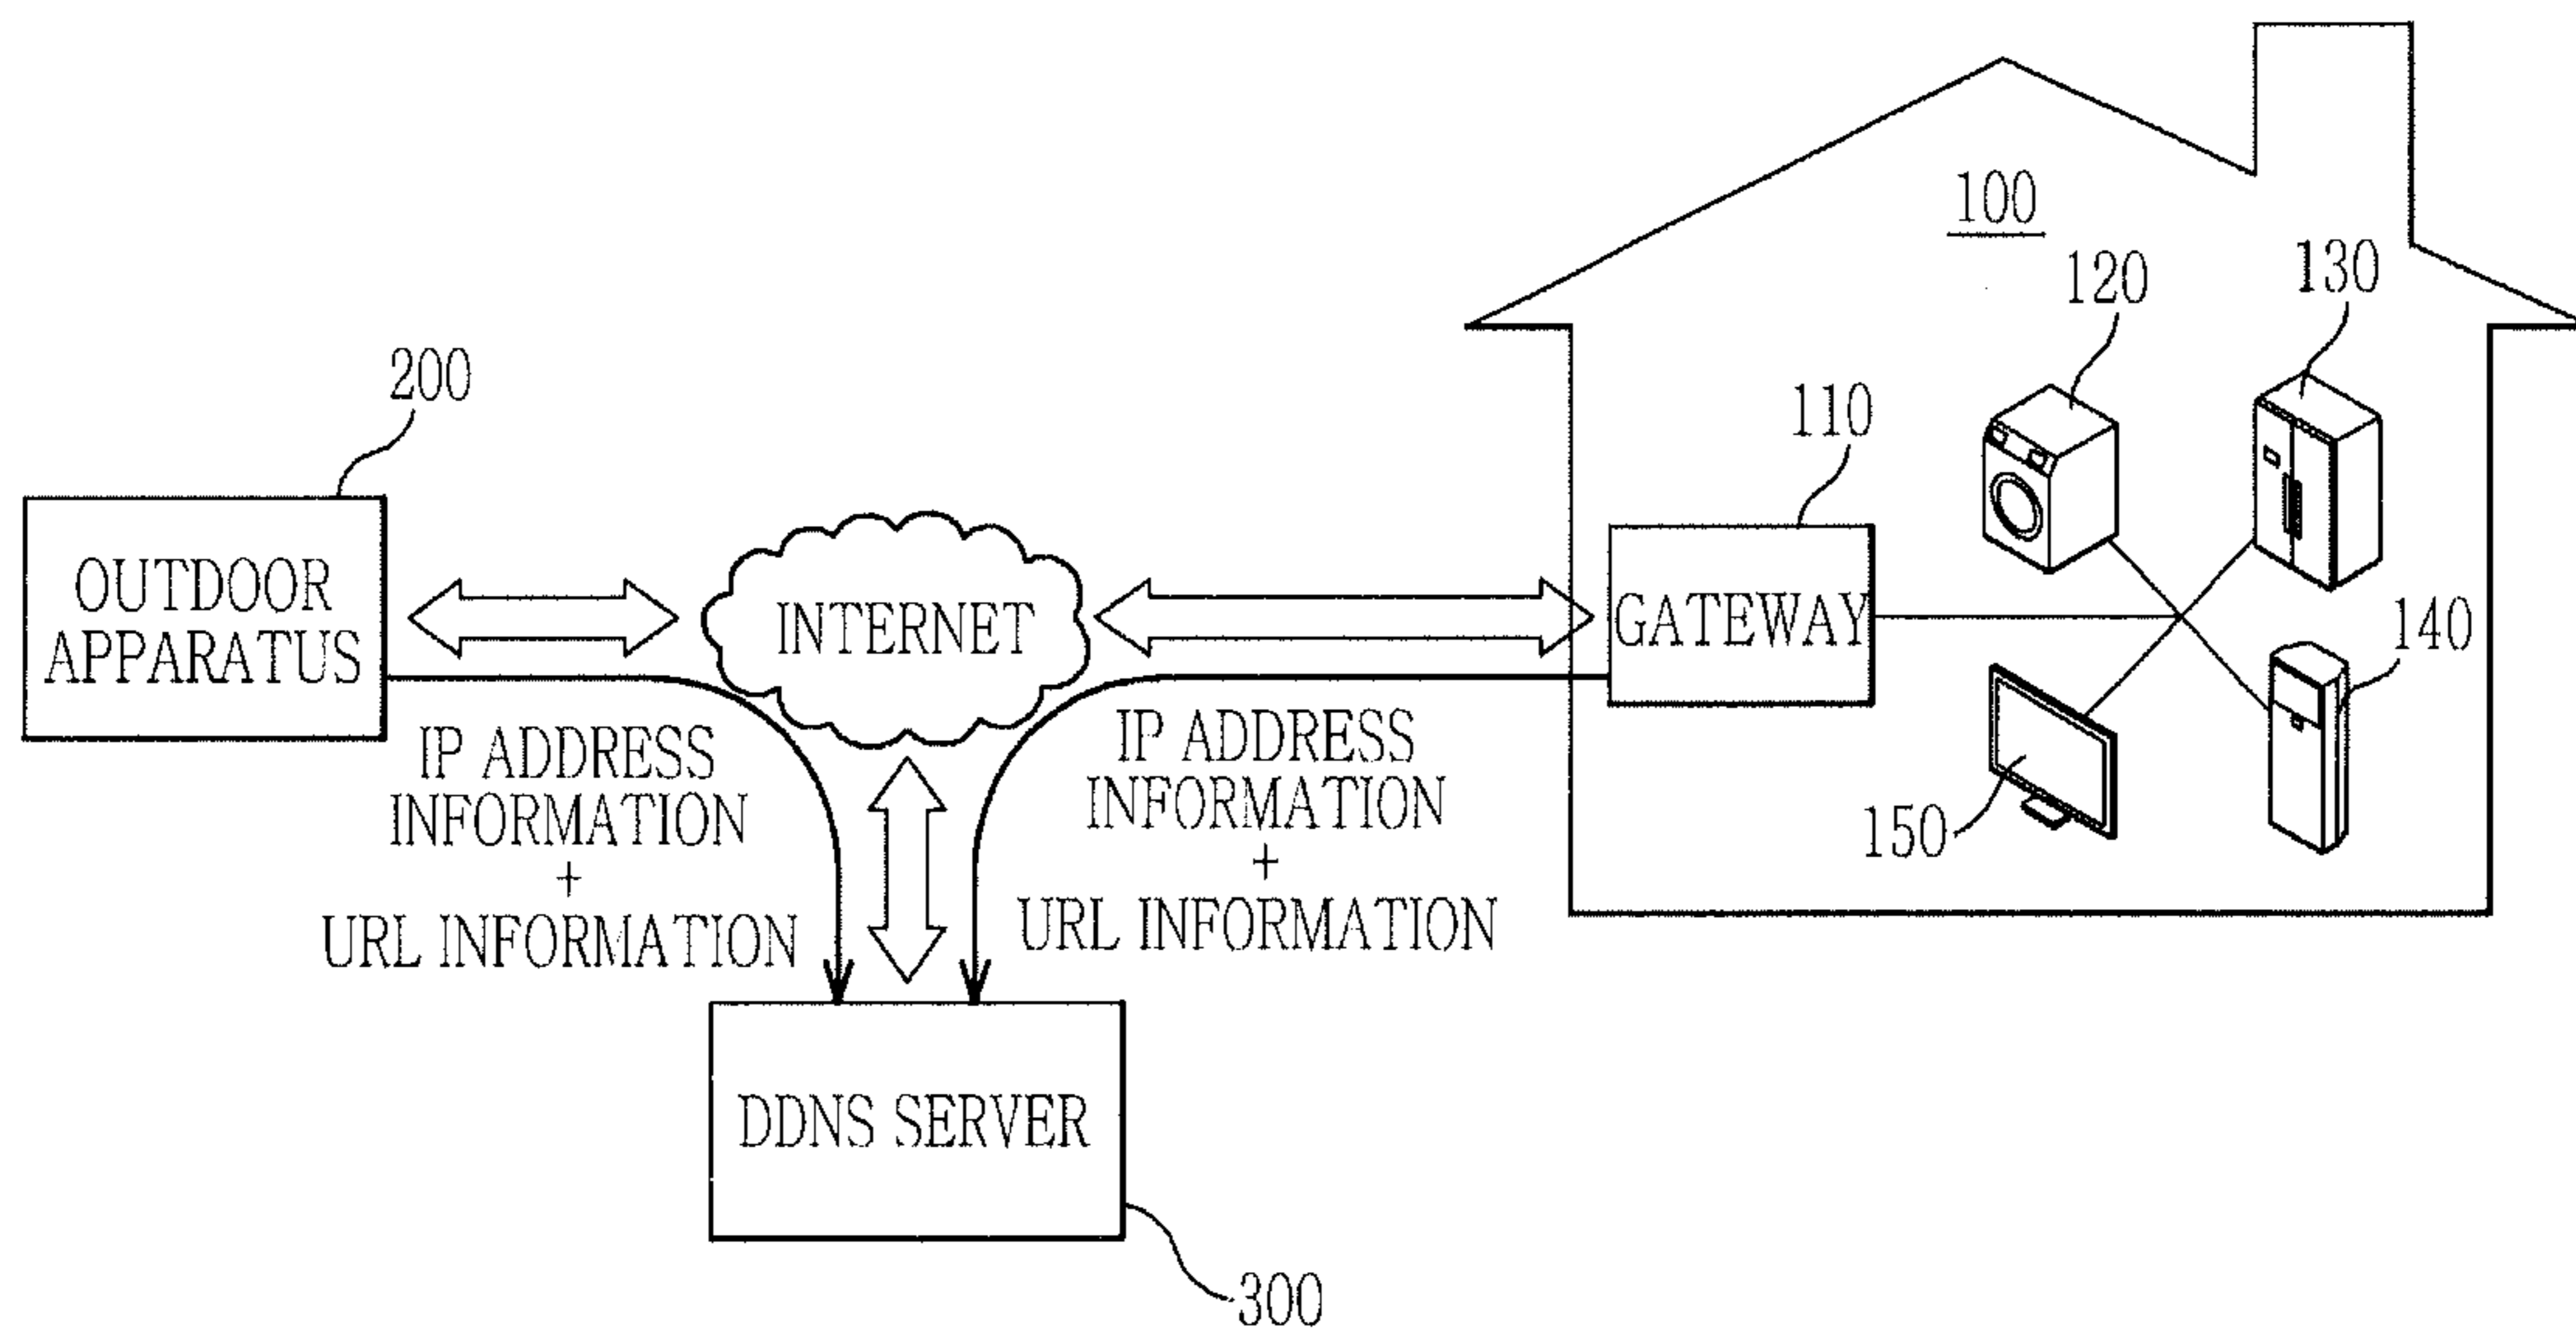 100
120
130
110
140
150
200
OUTDOOR
APPARATUS
INTERNET
GATEWAY
IP ADDRESS
INFORMATION
+
URL INFORMATION
IP ADDRESS
INFORMATION
+
URL INFORMATION
DDNS SERVER
300